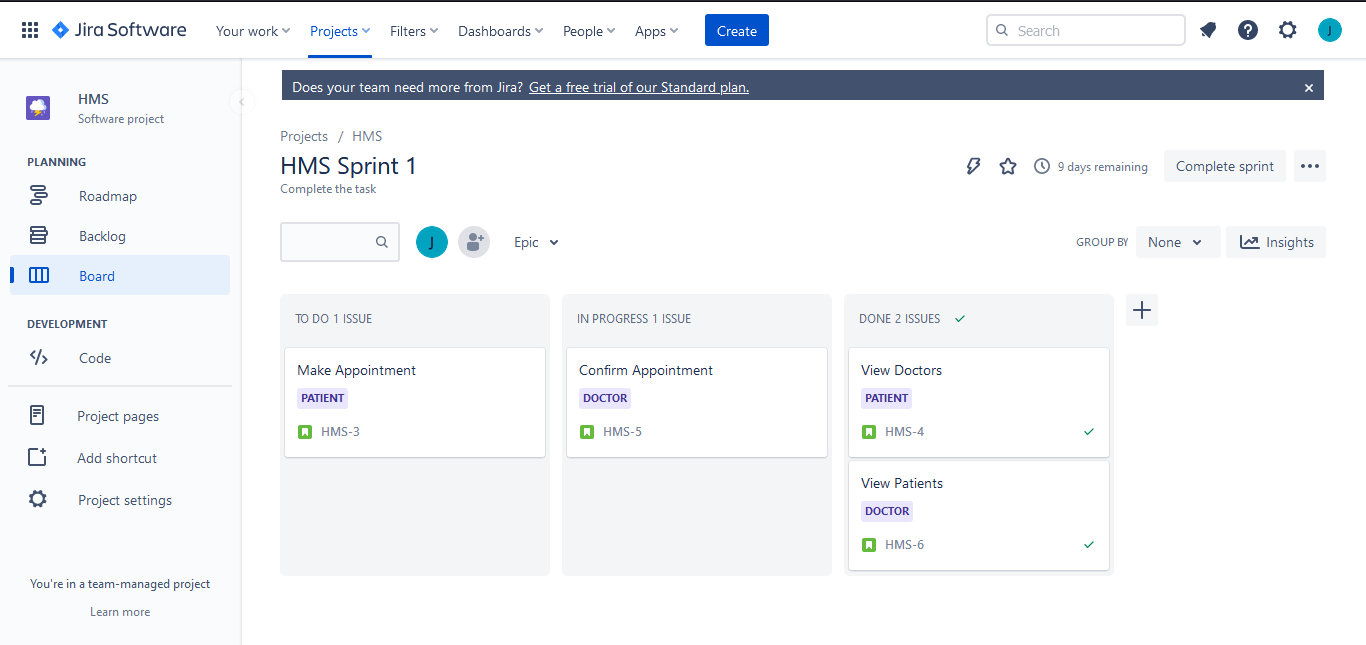 Jira Software Your work Projects Filters Dashboards People Apps Create Search J
HMS
Software project
PLANNING
Roadmap
Backlog
Board
DEVELOPMENT
Code
Project pages
Add shortcut
Project settings
You're in a team-managed project
Learn more
Does your team need more from Jira? Get a free trial of our Standard plan.
Projects / HMS
HMS Sprint 1
9 days remaining Complete sprint
Complete the task
J Epic GROUP BY None Insights
TO DO 1 ISSUE
Make Appointment
PATIENT
HMS-3
IN PROGRESS 1 ISSUE
Confirm Appointment
DOCTOR
HMS-5
DONE 2 ISSUES
View Doctors
PATIENT
HMS-4
View Patients
DOCTOR
HMS-6